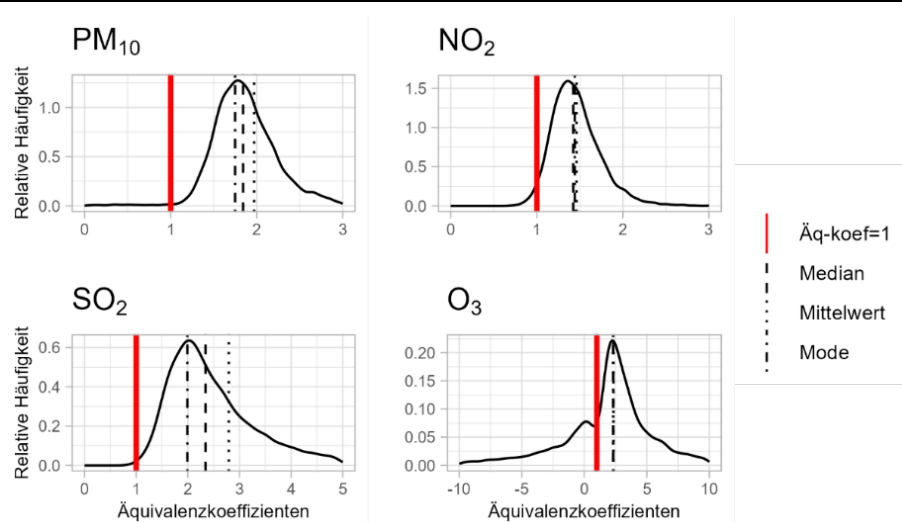 PM₁₀
NO₂
Relative Häufigkeit
1.0
0.5
0.0
0 1 2 3
1.5
1.0
0.5
0.0
0 1 2 3
SO₂
O₃
Relative Häufigkeit
0.6
0.4
0.2
0.0
0 1 2 3 4 5
Äquivalenzkoeffizienten
0.20
0.15
0.10
0.05
0.00
-10 -5 0 5 10
Äquivalenzkoeffizienten
Äq-koef=1
Median
Mittelwert
Mode